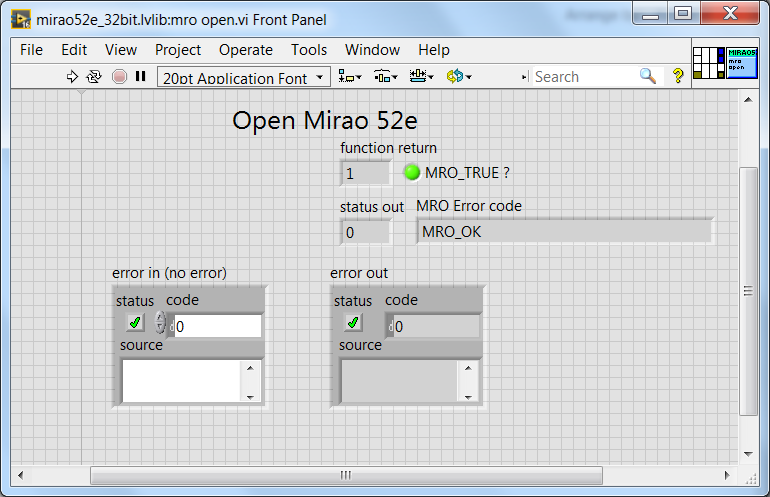 mirao52e_32bit.lvlib:mro open.vi Front Panel
File Edit View Project Operate Tools Window Help
20pt Application Font
Search
?
MIRAO5
mro
open
Open Mirao 52e
function return
1 MRO_TRUE ?
status out MRO Error code
0 MRO_OK
error in (no error) error out
status code status code
d 0 d 0
source source